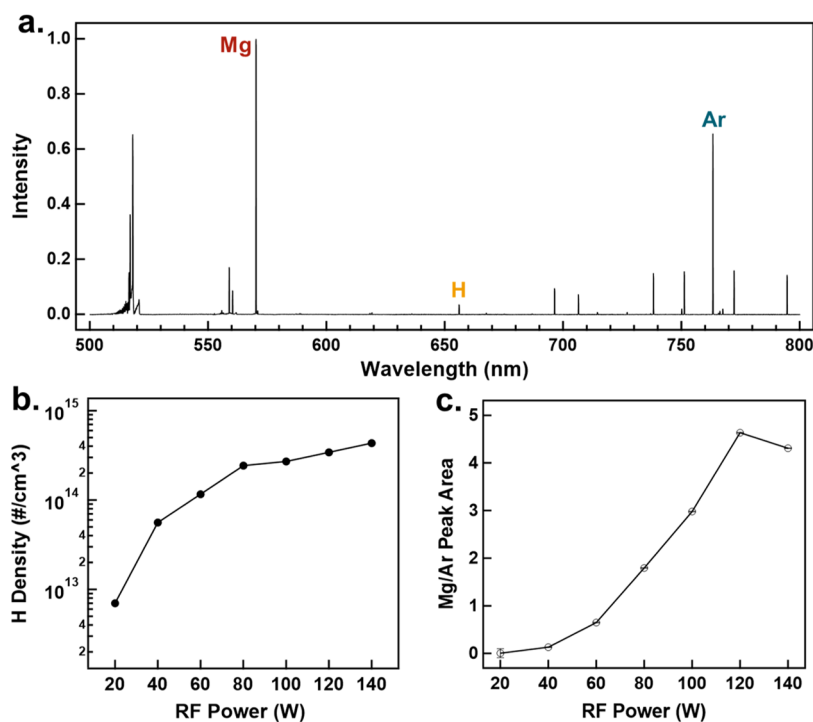 a.
1.0
0.8
0.6
0.4
0.2
0.0
Intensity
Mg
H
Ar
500 550 600 650 700 750 800
Wavelength (nm)
b.
10^15
4
2
10^14
4
2
10^13
4
2
H Density (#/cm^3)
20 40 60 80 100 120 140
RF Power (W)
c.
5
4
3
2
1
0
Mg/Ar Peak Area
20 40 60 80 100 120 140
RF Power (W)